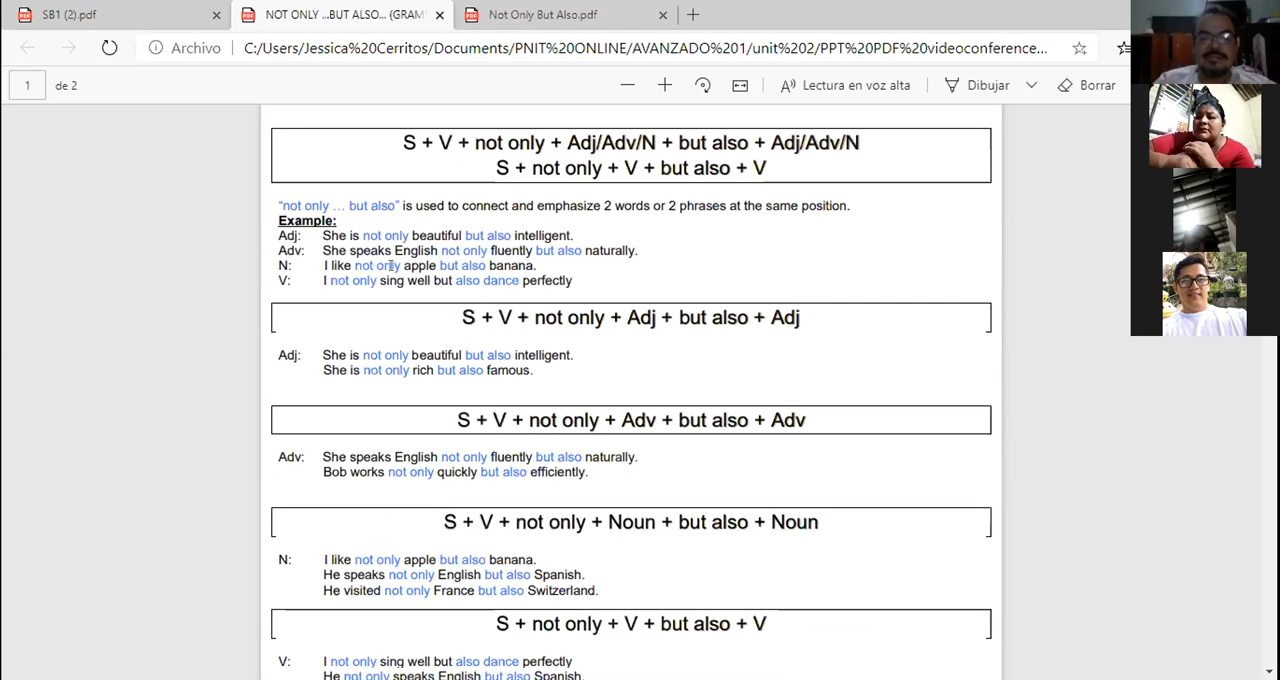 SB1 (2).pdf
NOT ONLY ...BUT ALSO... (GRAM
Not Only But Also.pdf
Archivo
C:/Users/Jessica%20Cerritos/Documents/PNIT%20ONLINE/AVANZADO%201/unit%202/PPT%20PDF%20videoconference...
1
de 2
Lectura en voz alta
Dibujar
Borrar
S + V + not only + Adj/Adv/N + but also + Adj/Adv/N
S + not only + V + but also + V
“not only ... but also” is used to connect and emphasize 2 words or 2 phrases at the same position.
Example:
Adj: She is not only beautiful but also intelligent.
Adv: She speaks English not only fluently but also naturally.
N: I like not only apple but also banana.
V: I not only sing well but also dance perfectly
S + V + not only + Adj + but also + Adj
Adj: She is not only beautiful but also intelligent.
She is not only rich but also famous.
S + V + not only + Adv + but also + Adv
Adv: She speaks English not only fluently but also naturally.
Bob works not only quickly but also efficiently.
S + V + not only + Noun + but also + Noun
N: I like not only apple but also banana.
He speaks not only English but also Spanish.
He visited not only France but also Switzerland.
S + not only + V + but also + V
V: I not only sing well but also dance perfectly
He not only speaks English but also Spanish.